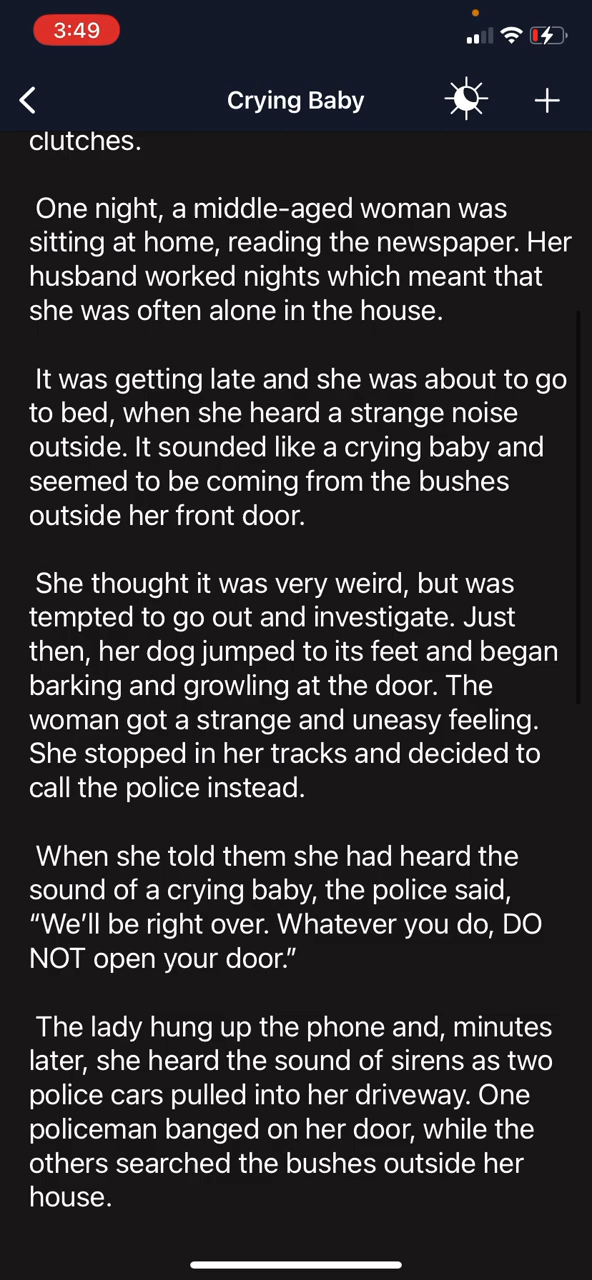 3:49
Crying Baby
clutches.
One night, a middle-aged woman was
sitting at home, reading the newspaper. Her
husband worked nights which meant that
she was often alone in the house.
It was getting late and she was about to go
to bed, when she heard a strange noise
outside. It sounded like a crying baby and
seemed to be coming from the bushes
outside her front door.
She thought it was very weird, but was
tempted to go out and investigate. Just
then, her dog jumped to its feet and began
barking and growling at the door. The
woman got a strange and uneasy feeling.
She stopped in her tracks and decided to
call the police instead.
When she told them she had heard the
sound of a crying baby, the police said,
“We’ll be right over. Whatever you do, DO
NOT open your door.”
The lady hung up the phone and, minutes
later, she heard the sound of sirens as two
police cars pulled into her driveway. One
policeman banged on her door, while the
others searched the bushes outside her
house.